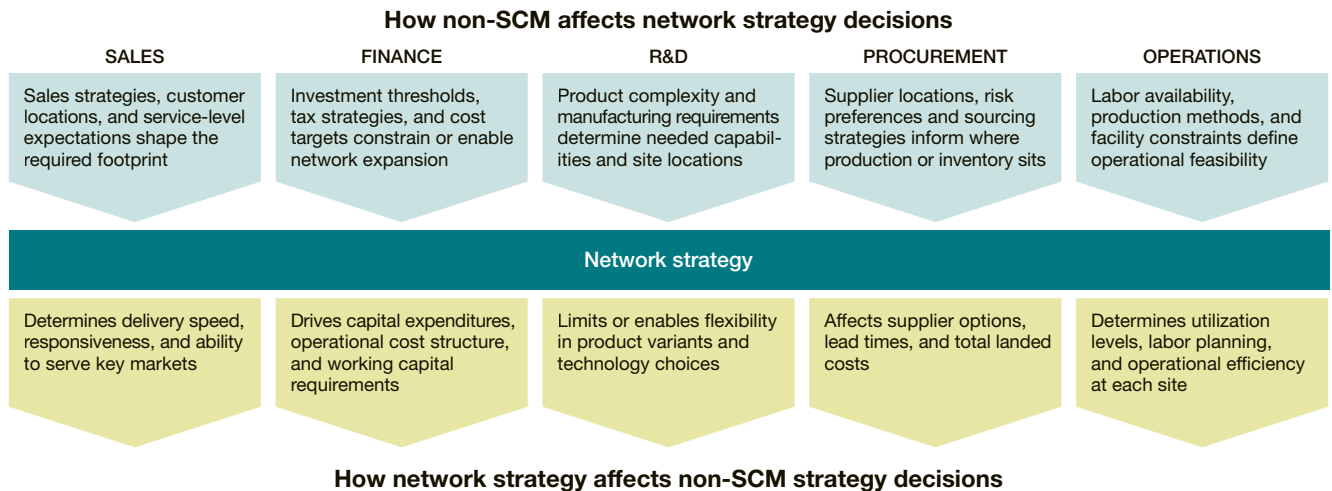 How non-SCM affects network strategy decisions
SALES
FINANCE
R&D
PROCUREMENT
OPERATIONS
Sales strategies, customer
locations, and service-level
expectations shape the
required footprint
Investment thresholds,
tax strategies, and cost
targets constrain or enable
network expansion
Product complexity and
manufacturing requirements
determine needed capabil-
ities and site locations
Supplier locations, risk
preferences and sourcing
strategies inform where
production or inventory sits
Labor availability,
production methods, and
facility constraints define
operational feasibility
Network strategy
Determines delivery speed,
responsiveness, and ability
to serve key markets
Drives capital expenditures,
operational cost structure,
and working capital
requirements
Limits or enables flexibility
in product variants and
technology choices
Affects supplier options,
lead times, and total landed
costs
Determines utilization
levels, labor planning,
and operational efficiency
at each site
How network strategy affects non-SCM strategy decisions